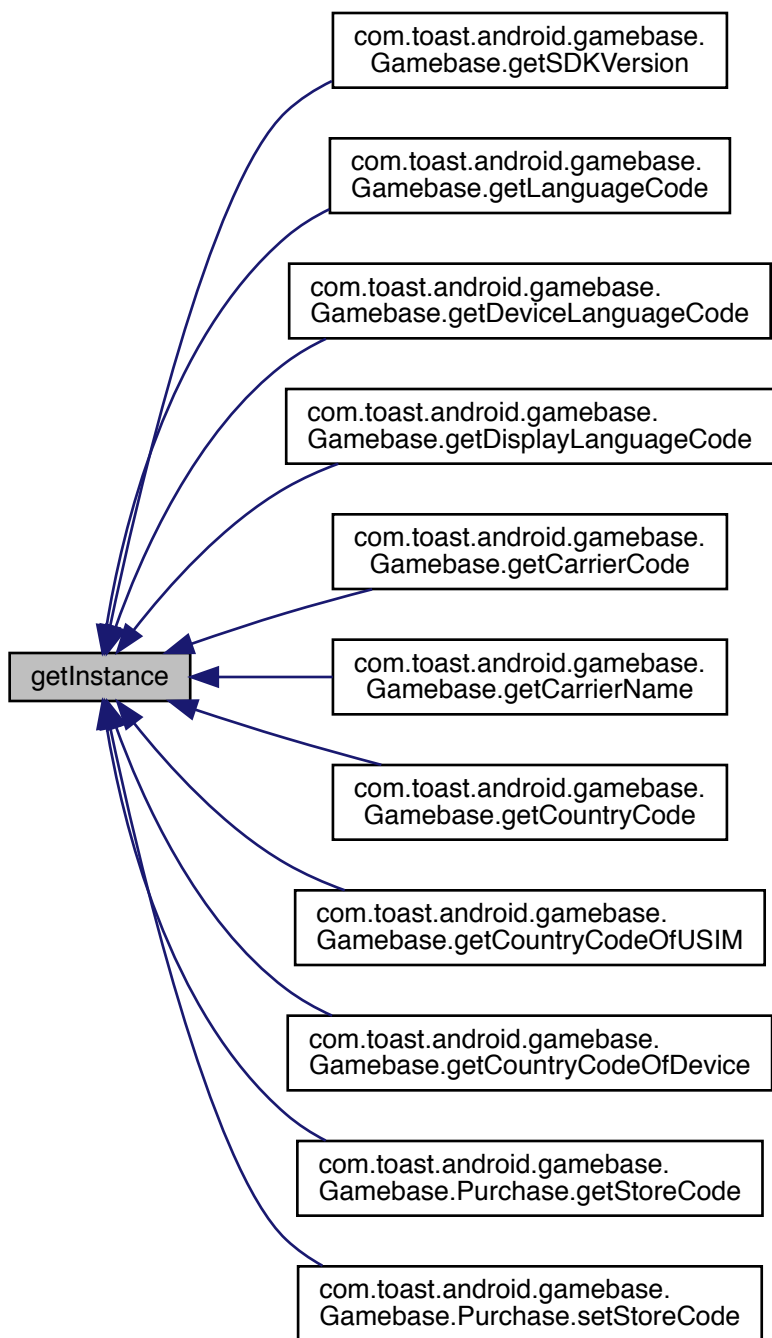 com.toast.android.gamebase.
Gamebase.getSDKVersion
com.toast.android.gamebase.
Gamebase.getLanguageCode
com.toast.android.gamebase.
Gamebase.getDeviceLanguageCode
com.toast.android.gamebase.
Gamebase.getDisplayLanguageCode
com.toast.android.gamebase.
Gamebase.getCarrierCode
getInstance
com.toast.android.gamebase.
Gamebase.getCarrierName
com.toast.android.gamebase.
Gamebase.getCountryCode
com.toast.android.gamebase.
Gamebase.getCountryCodeOfUSIM
com.toast.android.gamebase.
Gamebase.getCountryCodeOfDevice
com.toast.android.gamebase.
Gamebase.Purchase.getStoreCode
com.toast.android.gamebase.
Gamebase.Purchase.setStoreCode